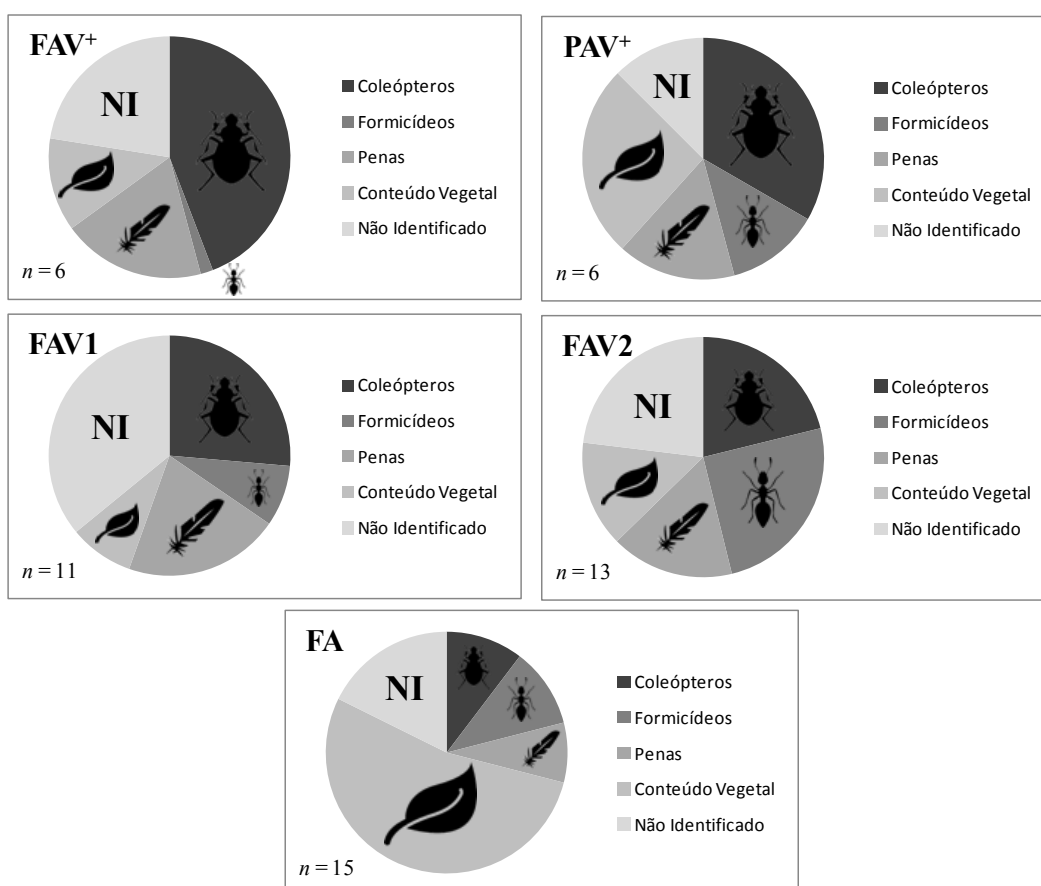 FAV+
NI
Coleópteros
Formicídeos
Penas
Conteúdo Vegetal
Não Identificado
n = 6
PAV+
NI
Coleópteros
Formicídeos
Penas
Conteúdo Vegetal
Não Identificado
n = 6
FAV1
NI
Coleópteros
Formicídeos
Penas
Conteúdo Vegetal
Não Identificado
n = 11
FAV2
NI
Coleópteros
Formicídeos
Penas
Conteúdo Vegetal
Não Identificado
n = 13
FA
NI
Coleópteros
Formicídeos
Penas
Conteúdo Vegetal
Não Identificado
n = 15